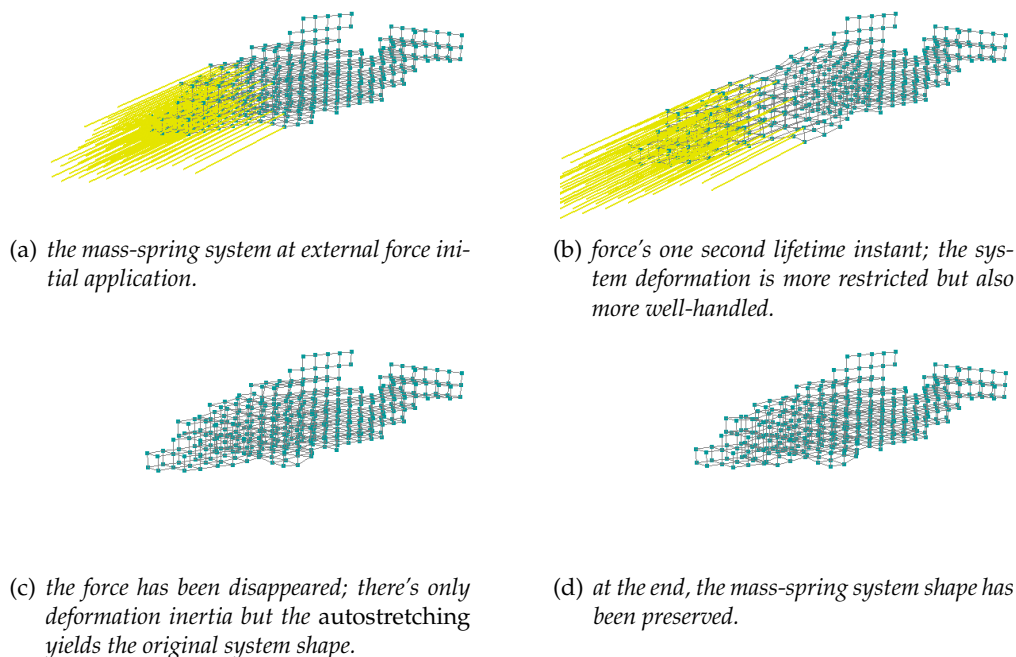 (a) the mass-spring system at external force ini-
tial application.
(b) force's one second lifetime instant; the sys-
tem deformation is more restricted but also
more well-handled.
(c) the force has been disappeared; there's only
deformation inertia but the autostretching
yields the original system shape.
(d) at the end, the mass-spring system shape has
been preserved.